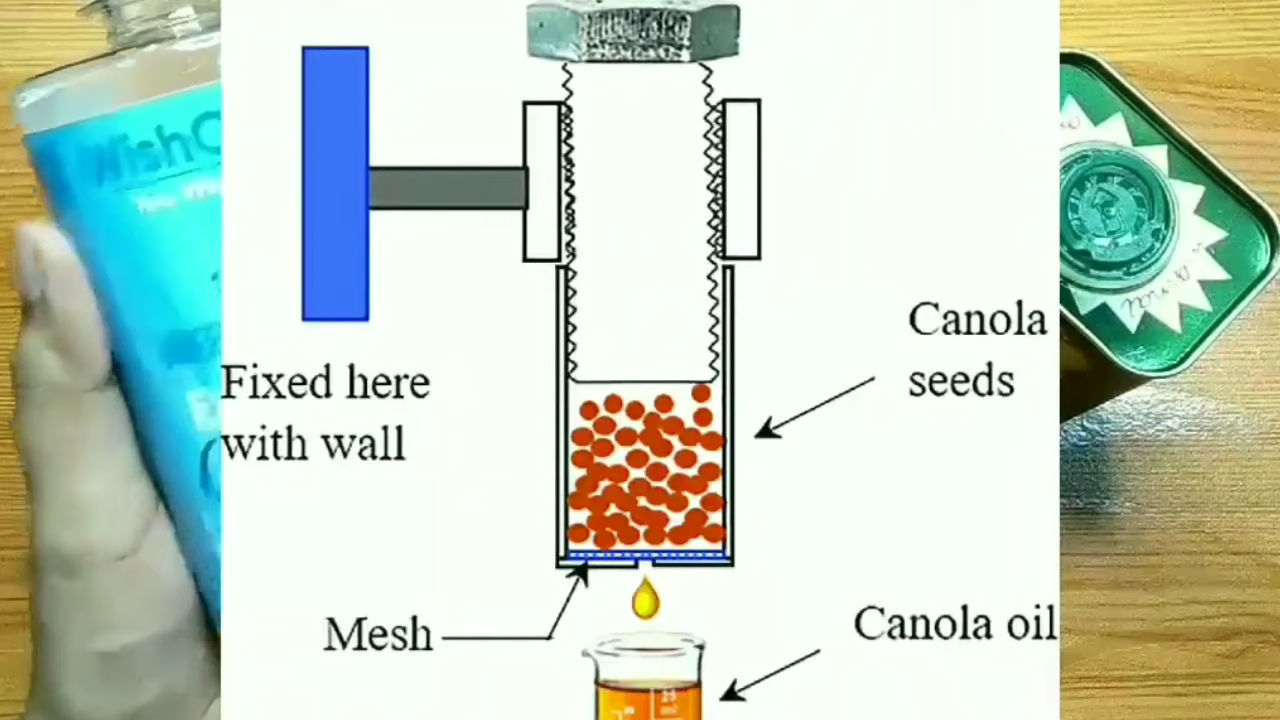 Canola
seeds
Fixed here
with wall
Canola oil
Mesh